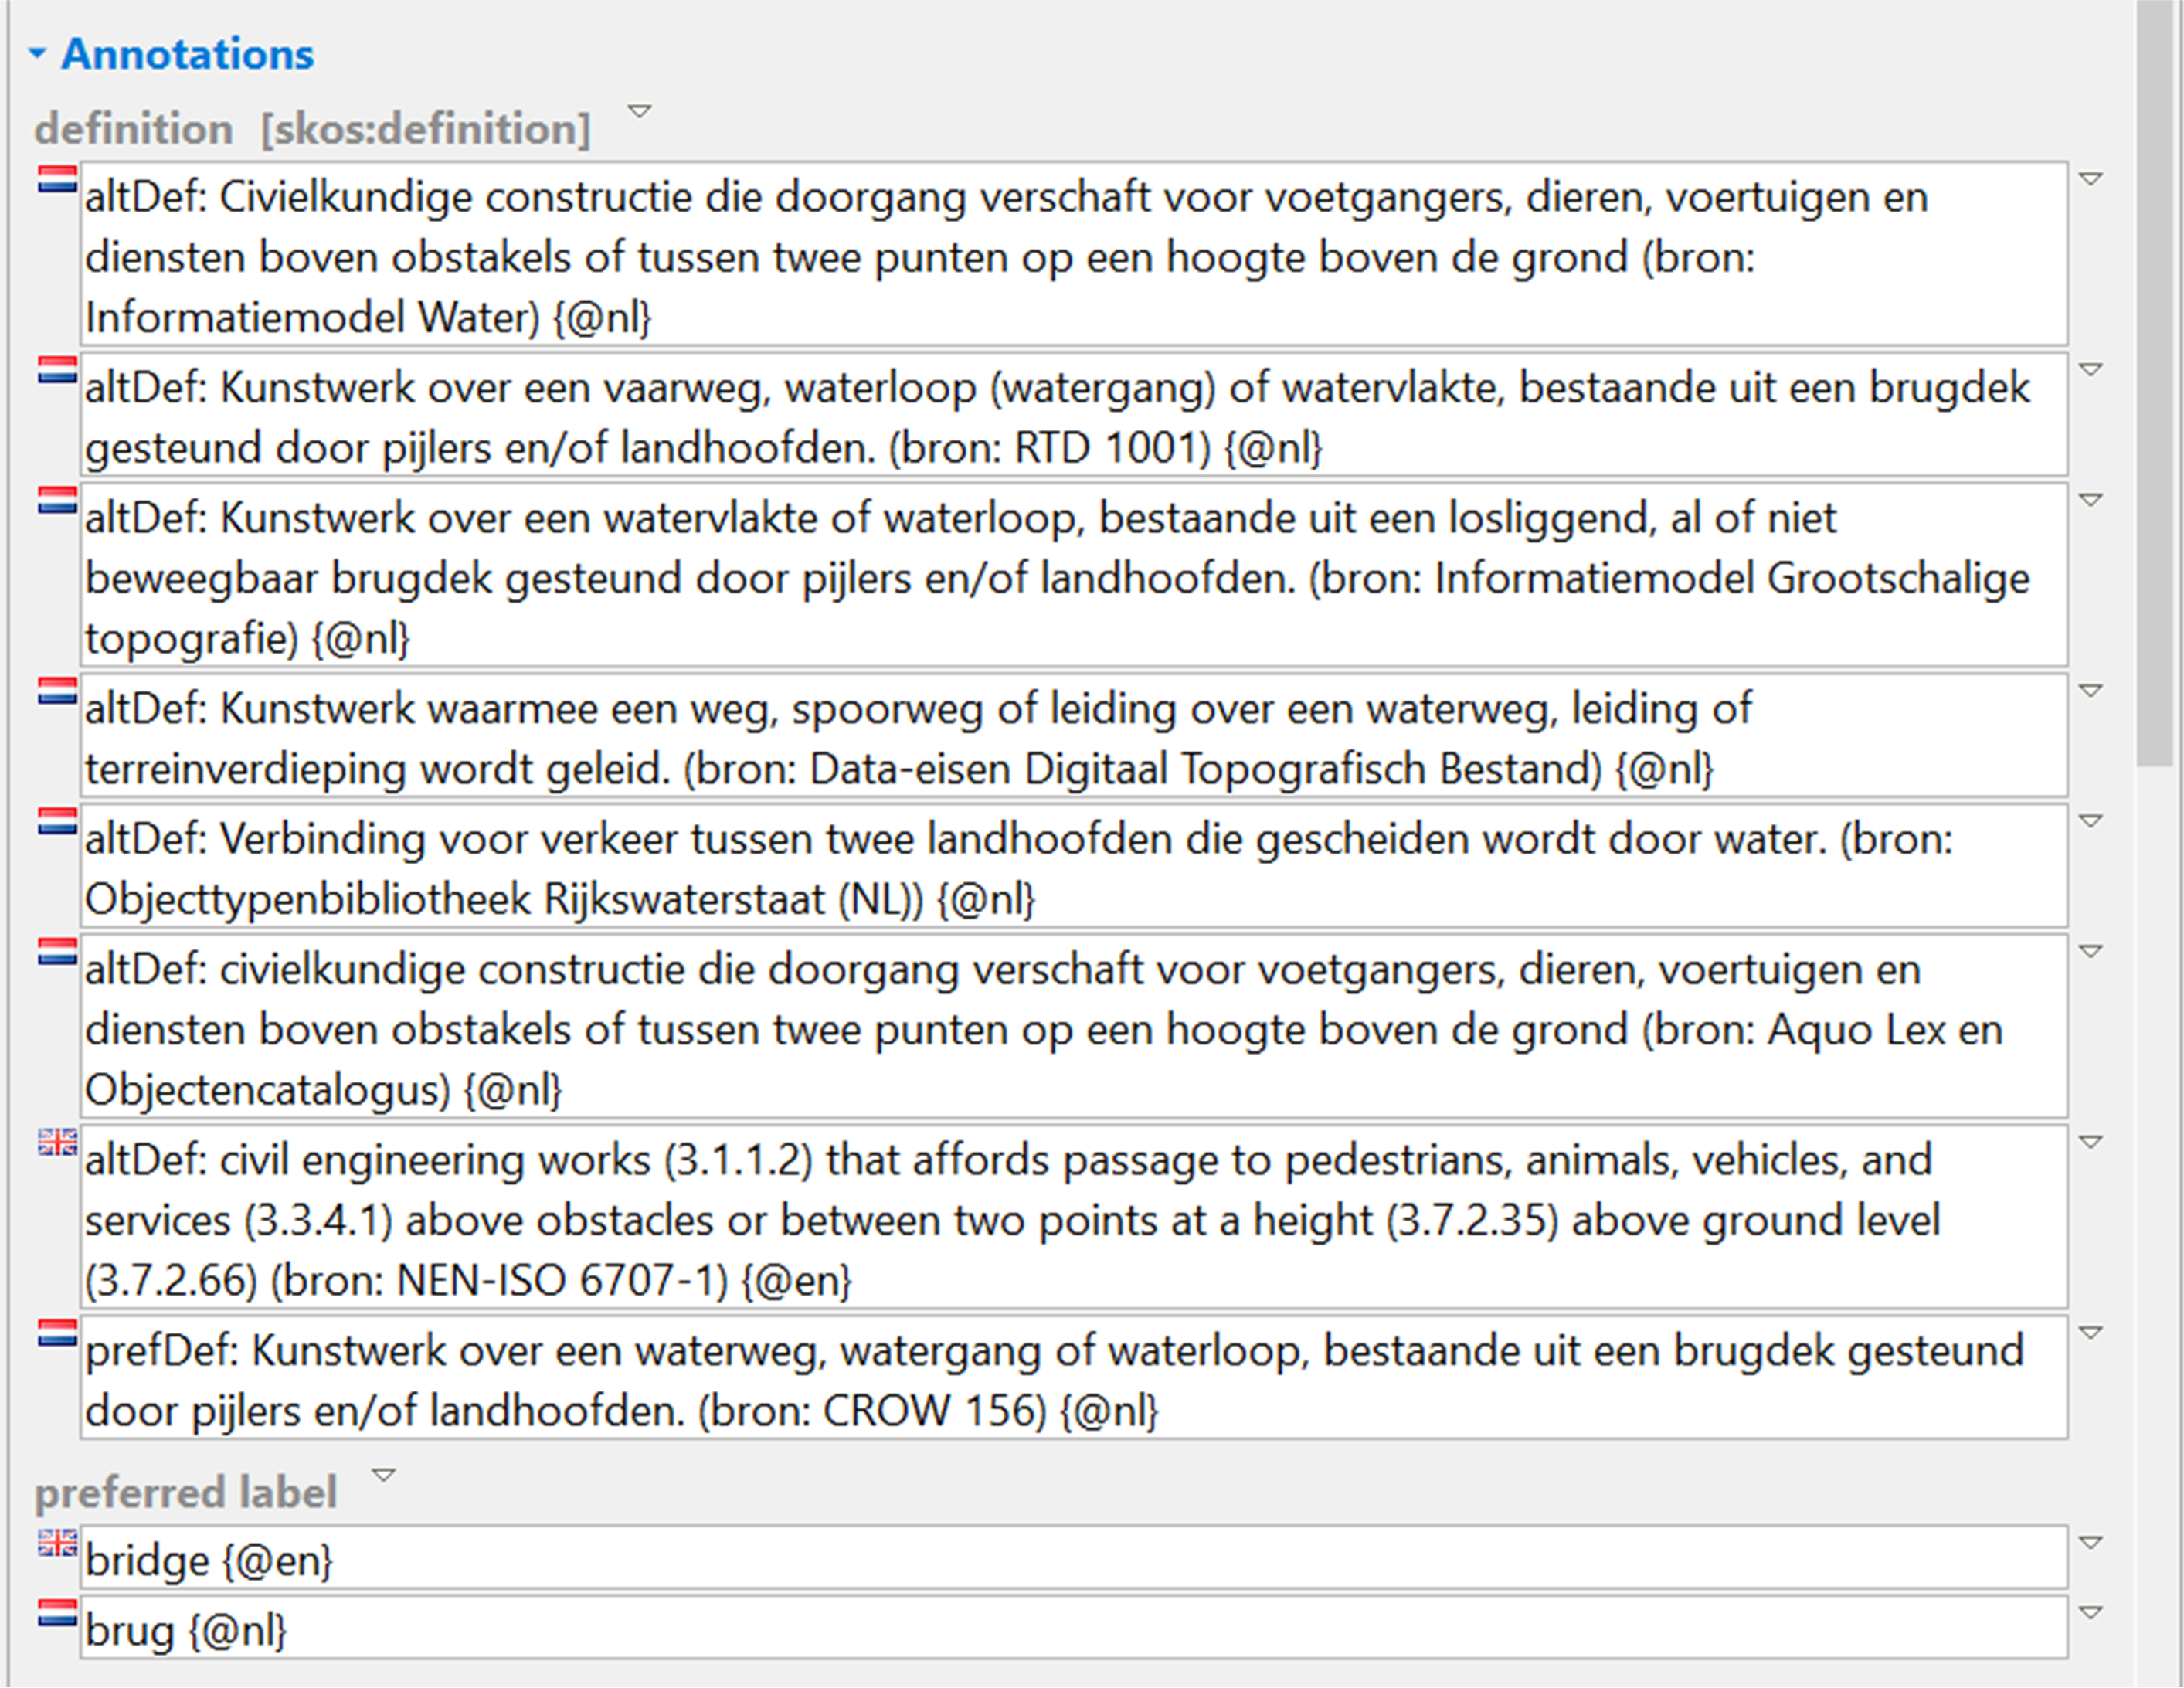 Annotations
definition [skos:definition]
altDef: Civielkundige constructie die doorgang verschaft voor voetgangers, dieren, voertuigen en
diensten boven obstakels of tussen twee punten op een hoogte boven de grond (bron:
Informatiemodel Water) {@nl}
altDef: Kunstwerk over een vaarweg, waterloop (watergang) of watervlakte, bestaande uit een brugdek
gesteund door pijlers en/of landhoofden. (bron: RTD 1001) {@nl}
altDef: Kunstwerk over een watervlakte of waterloop, bestaande uit een losliggend, al of niet
beweegbaar brugdek gesteund door pijlers en/of landhoofden. (bron: Informatiemodel Grootschalige
topografie) {@nl}
altDef: Kunstwerk waarmee een weg, spoorweg of leiding over een waterweg, leiding of
terreinverdieping wordt geleid. (bron: Data-eisen Digitaal Topografisch Bestand) {@nl}
altDef: Verbinding voor verkeer tussen twee landhoofden die gescheiden wordt door water. (bron:
Objecttypenbibliotheek Rijkswaterstaat (NL)) {@nl}
altDef: civielkundige constructie die doorgang verschaft voor voetgangers, dieren, voertuigen en
diensten boven obstakels of tussen twee punten op een hoogte boven de grond (bron: Aquo Lex en
Objectencatalogus) {@nl}
altDef: civil engineering works (3.1.1.2) that affords passage to pedestrians, animals, vehicles, and
services (3.3.4.1) above obstacles or between two points at a height (3.7.2.35) above ground level
(3.7.2.66) (bron: NEN-ISO 6707-1) {@en}
prefDef: Kunstwerk over een waterweg, watergang of waterloop, bestaande uit een brugdek gesteund
door pijlers en/of landhoofden. (bron: CROW 156) {@nl}
preferred label
bridge {@en}
brug {@nl}